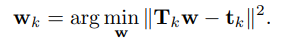 w_k = arg min_w ‖T_k w − t_k‖².